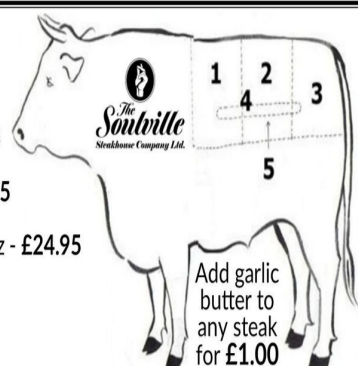 The
Soulville
Steakhouse Company Ltd.
1
2
3
4
5
5
z - £24.95
Add garlic
butter to
any steak
for £1.00